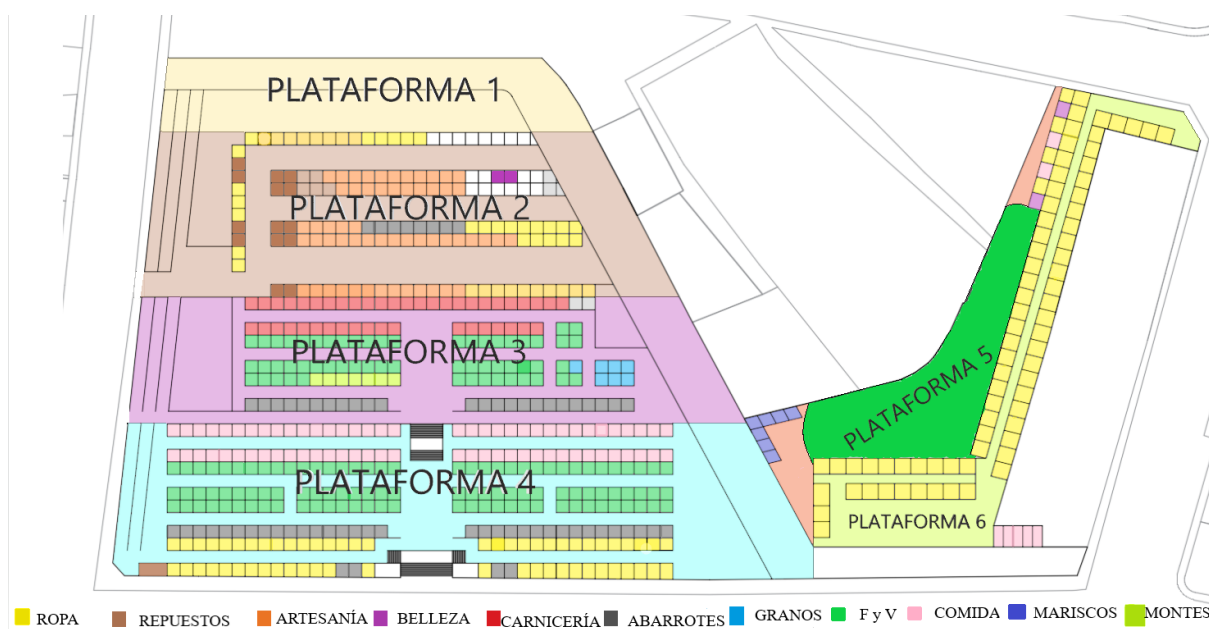 PLATAFORMA 1
PLATAFORMA 2
PLATAFORMA 3
PLATAFORMA 4
PLATAFORMA 5
PLATAFORMA 6
ROPA REPUESTOS ARTESANÍA BELLEZA CARNICERÍA ABARROTES GRANOS F y V COMIDA MARISCOS MONTES